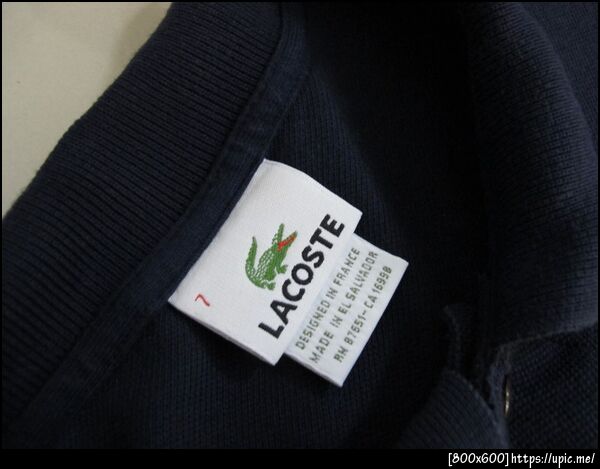 7
LACOSTE
DESIGNED IN FRANCE
MADE IN EL SALVADOR
RN 87651-CA 16998
[800x600]https://upic.me/